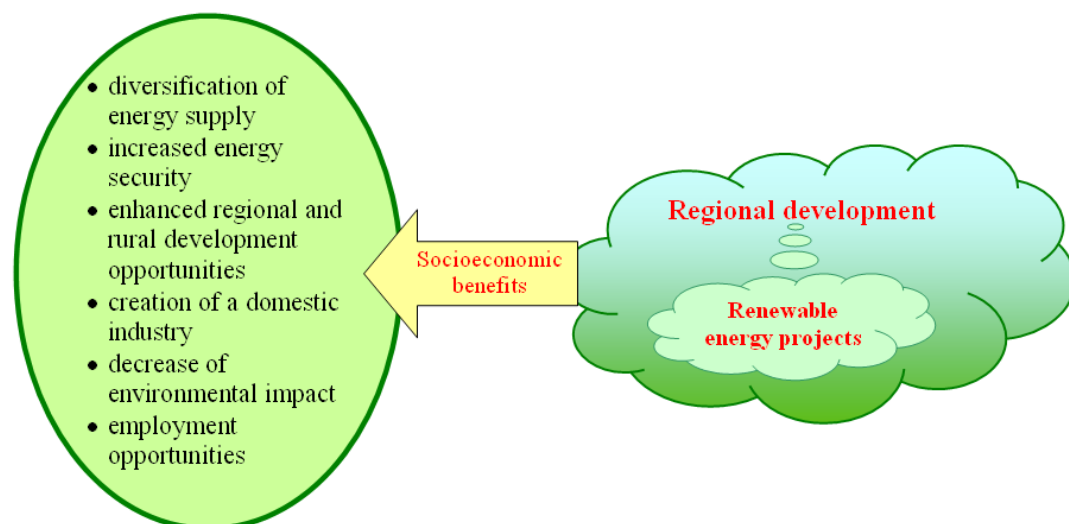 • diversification of
energy supply
• increased energy
security
• enhanced regional and
rural development
opportunities
• creation of a domestic
industry
• decrease of
environmental impact
• employment
opportunities
Socioeconomic
benefits
Regional development
Renewable
energy projects